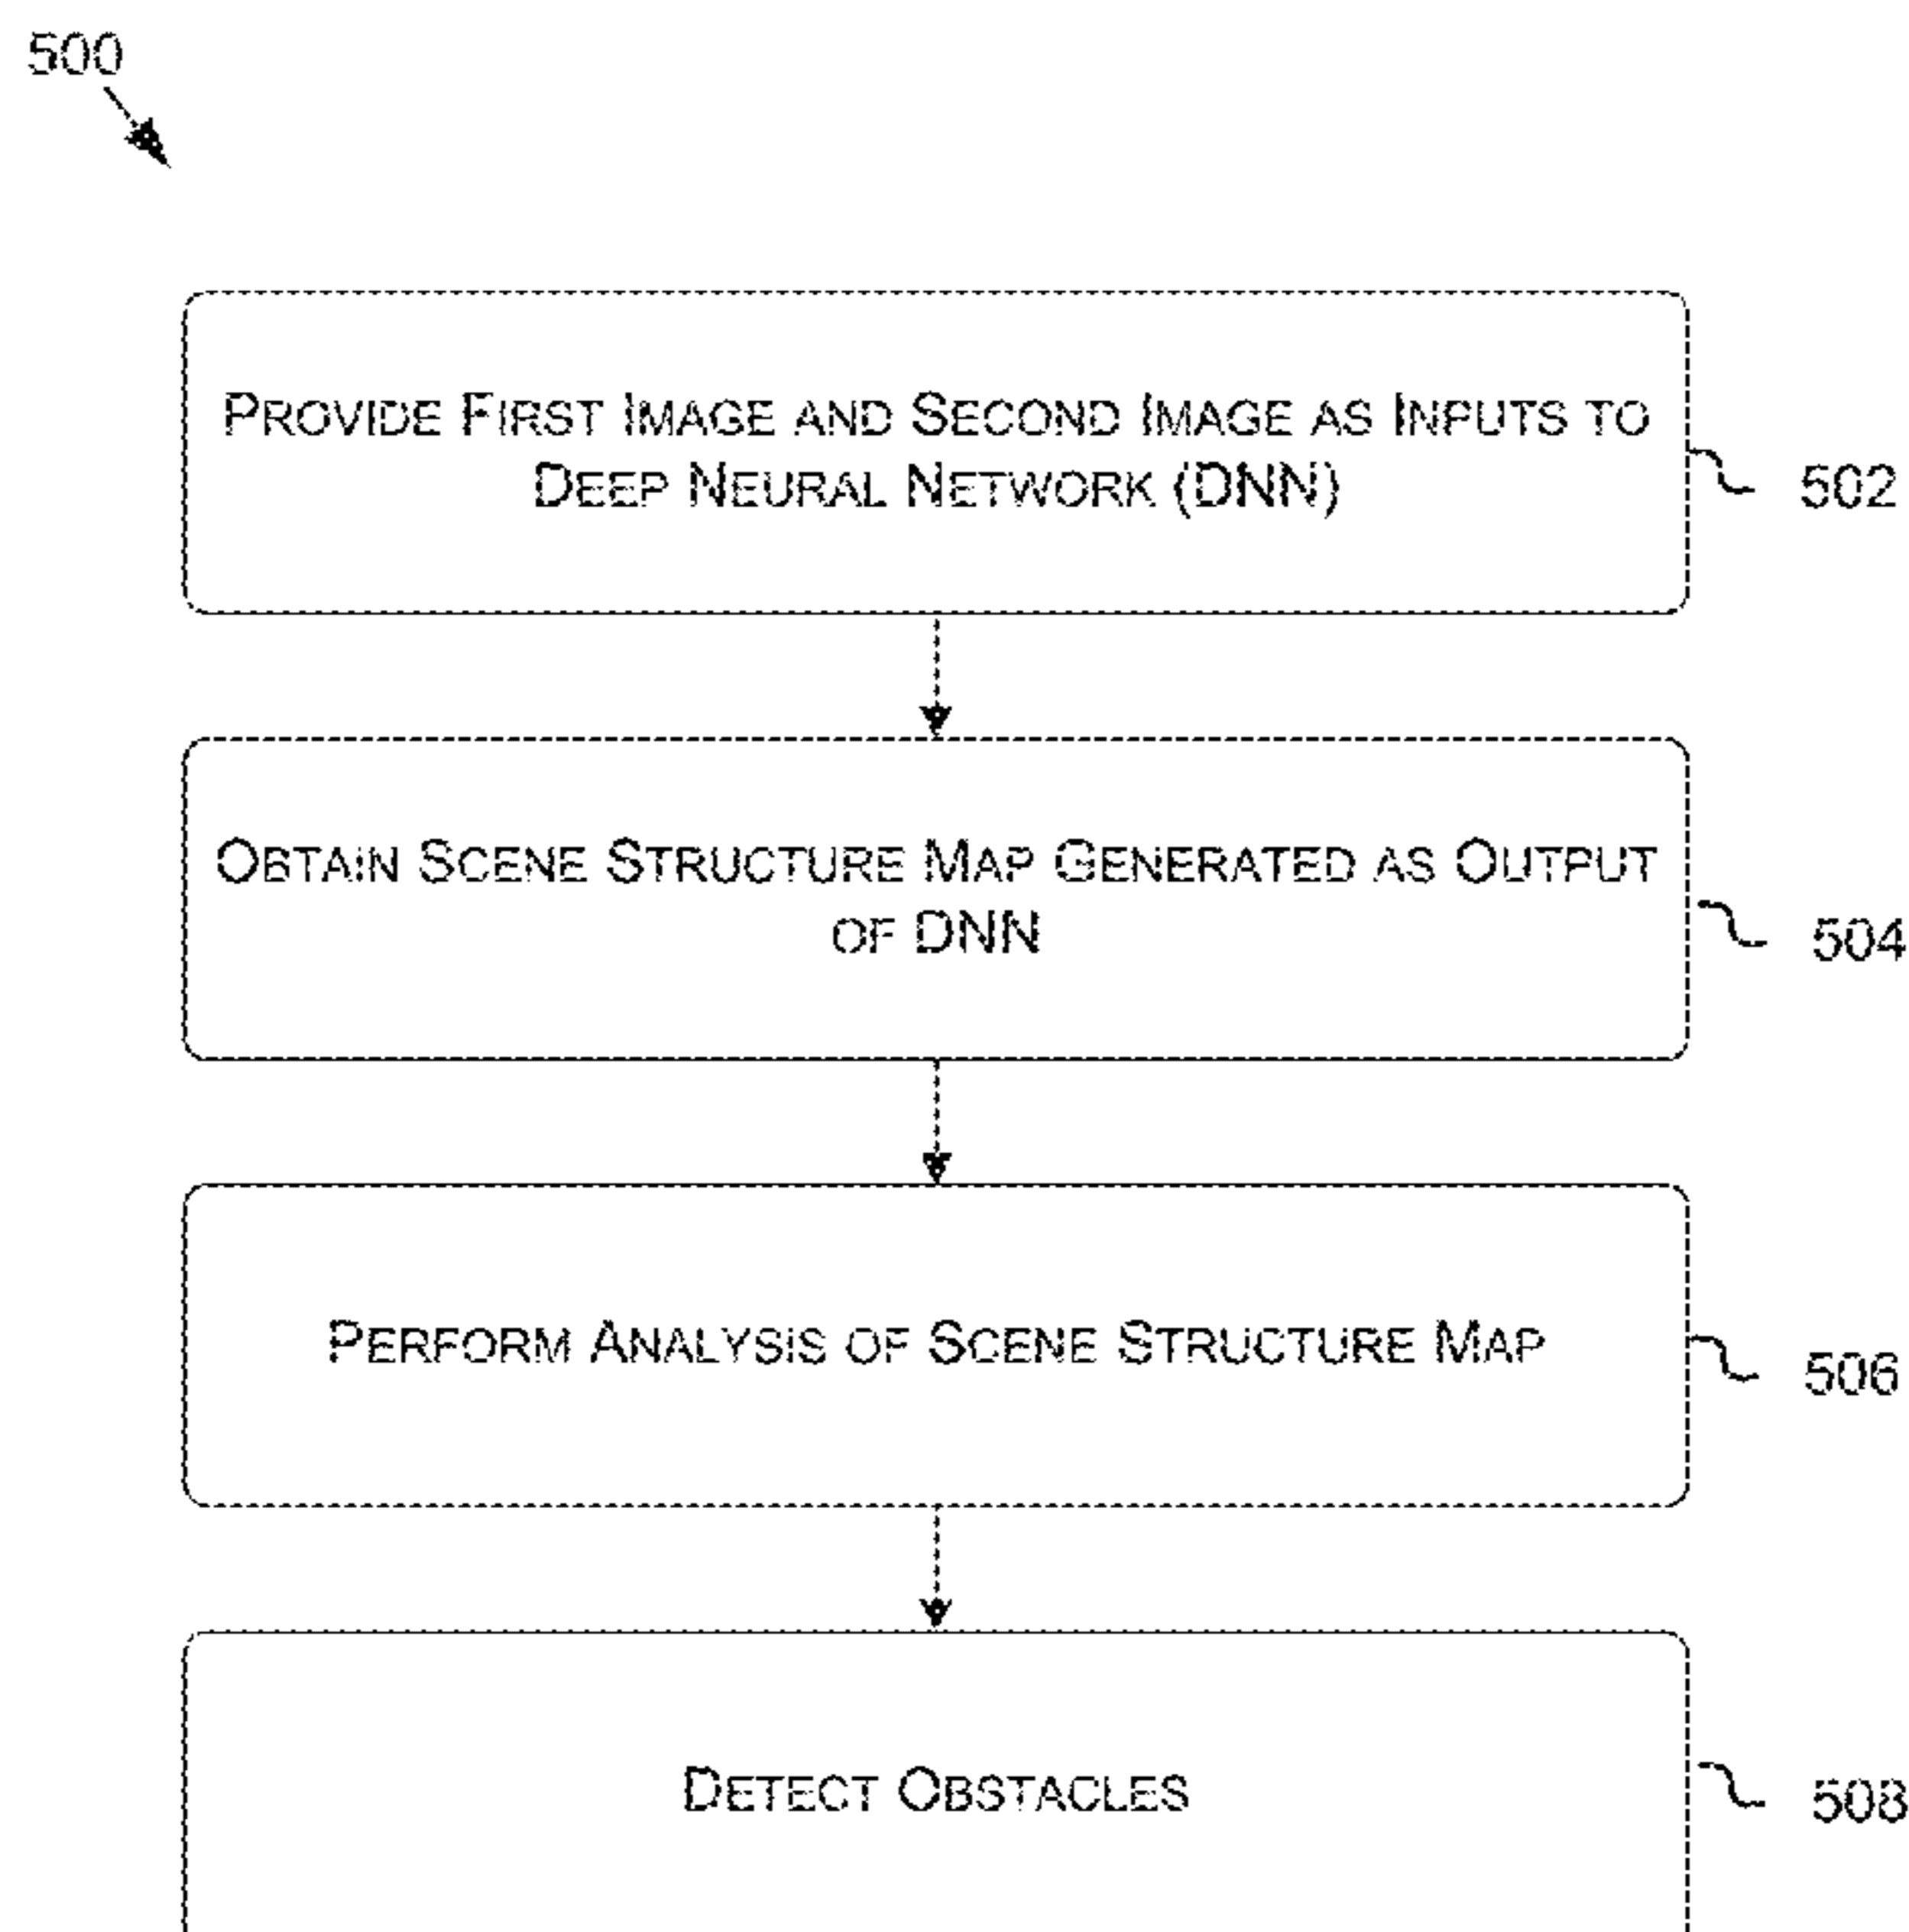 500
PROVIDE FIRST IMAGE AND SECOND IMAGE AS INPUTS TO
DEEP NEURAL NETWORK (DNN)
502
OBTAIN SCENE STRUCTURE MAP GENERATED AS OUTPUT
OF DNN
504
PERFORM ANALYSIS OF SCENE STRUCTURE MAP
506
DETECT OBSTACLES
508